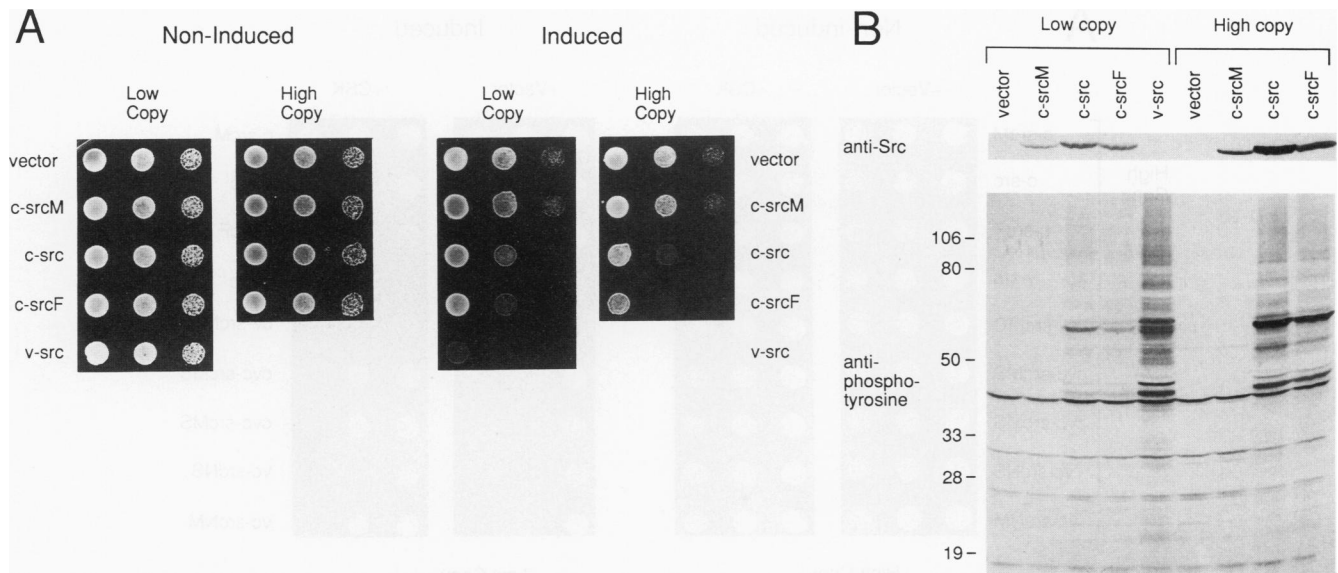 A
Non-Induced
Induced
Low
Copy
High
Copy
Low
Copy
High
Copy
vector
c-srcM
c-src
c-srcF
v-src
vector
c-srcM
c-src
c-srcF
v-src
B
Low copy
High copy
vector
c-srcM
c-src
c-srcF
v-src
vector
c-srcM
c-src
c-srcF
anti-Src
106
80
50
anti-
phospho-
tyrosine
33
28
19